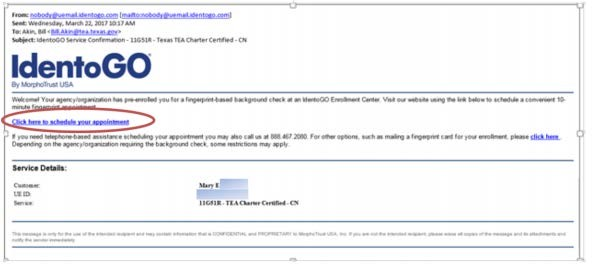 From: nobody@uemail.identogo.com [mailto:nobody@uemail.identogo.com]
Sent: Wednesday, March 22, 2017 10:17 AM
To: Akin, Bill <Bill.Akin@tea.texas.gov>
Subject: IdentoGO Service Confirmation - 11G51R - Texas TEA Charter Certified - CN
IdentoGO
By MorphoTrust USA
Welcome! Your agency/organization has pre-enrolled you for a fingerprint-based background check at an IdentoGO Enrollment Center. Visit our website using the link below to schedule a convenient 10-
minute fingerprint appointment.
Click here to schedule your appointment
If you need telephone-based assistance scheduling your appointment you may also call us at 888.467.2080. For other options, such as mailing a fingerprint card for your enrollment, please click here.
Depending on the agency/organization requiring the background check, some restrictions may apply.
Service Details:
Customer: Mary E
UE ID:
Service: 11G51R - TEA Charter Certified - CN
This message is only for the use of the intended recipient and may contain information that is CONFIDENTIAL and PROPRIETARY to MorphoTrust USA, Inc. If you are not the intended recipient, please erase all copies of the message and its attachments and
notify the sender immediately.